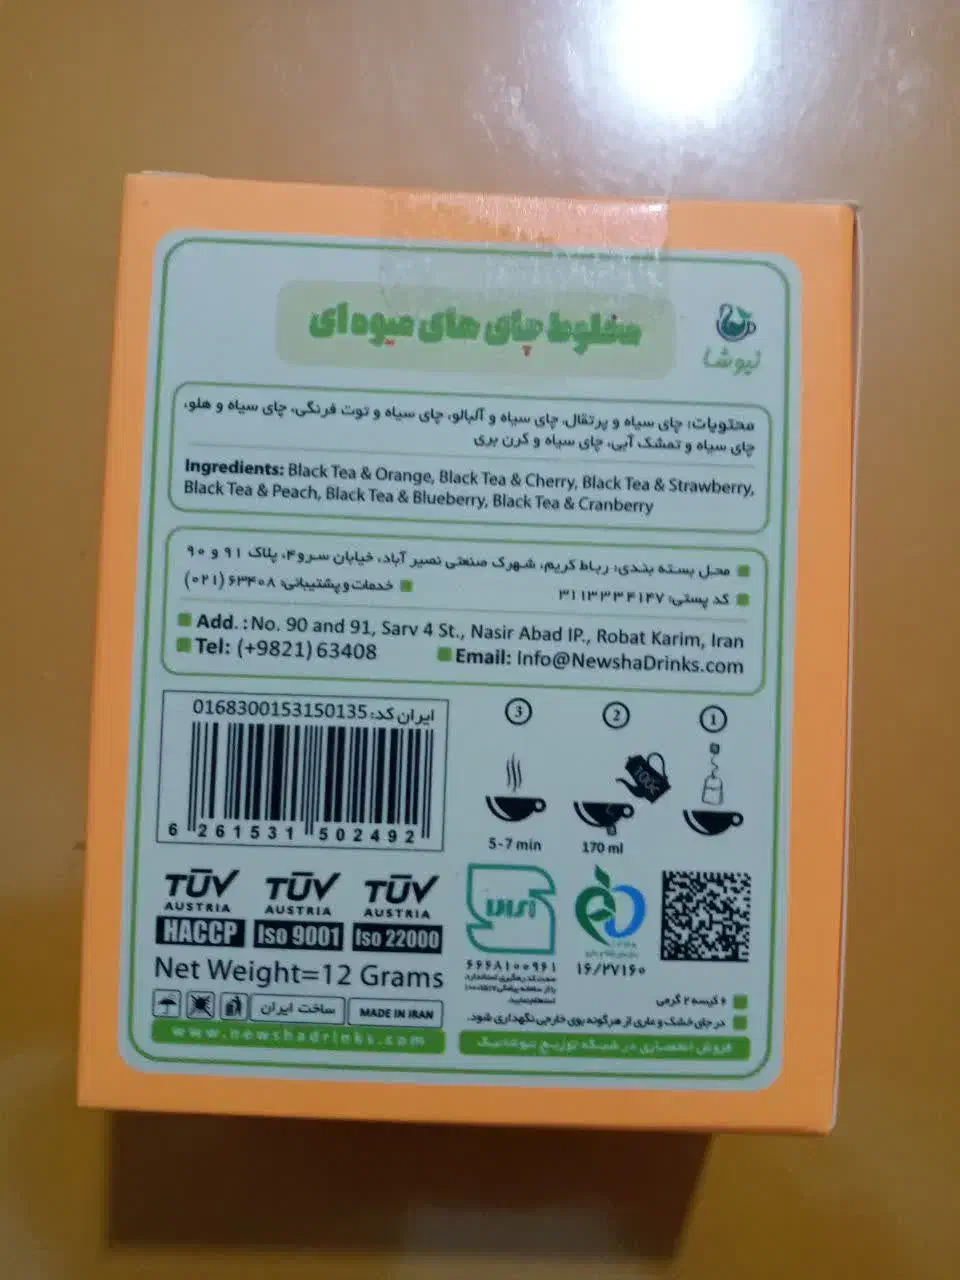 مخلوط چای های میوه ای
نیوشا
محتویات: چای سیاه و پرتقال، چای سیاه و آلبالو، چای سیاه و توت فرنگی، چای سیاه و هلو،
چای سیاه و تمشک آبی، چای سیاه و کرن بری
Ingredients: Black Tea & Orange, Black Tea & Cherry, Black Tea & Strawberry,
Black Tea & Peach, Black Tea & Blueberry, Black Tea & Cranberry
محل بسته بندی: رباط کریم، شهرک صنعتی نصیر آباد، خیابان سرو۴، پلاک ۹۱ و ۹۰
کد پستی: ۳۱۱۳۳۳۴۱۴۷
خدمات و پشتیبانی: ۶۳۴۰۸ (۰۲۱)
Add. : No. 90 and 91, Sarv 4 St., Nasir Abad IP., Robat Karim, Iran
Tel: (+9821) 63408
Email: Info@NewshaDrinks.com
ایران کد: 0168300153150135
6 261531 502492
3
2
1
100c
5-7 min
170 ml
TÜV AUSTRIA HACCP
TÜV AUSTRIA Iso 9001
TÜV AUSTRIA Iso 22000
۶۶۶۸۱۰۰۹۶۱
۱۶/۲۷۱۶۰
Net Weight=12 Grams
ساخت ایران
MADE IN IRAN
۶ کیسه ۲ گرمی
در جای خشک و عاری از هرگونه بوی خارجی نگهداری شود.
www.newshadrinks.com
فروش انحصاری در شبکه توزیع